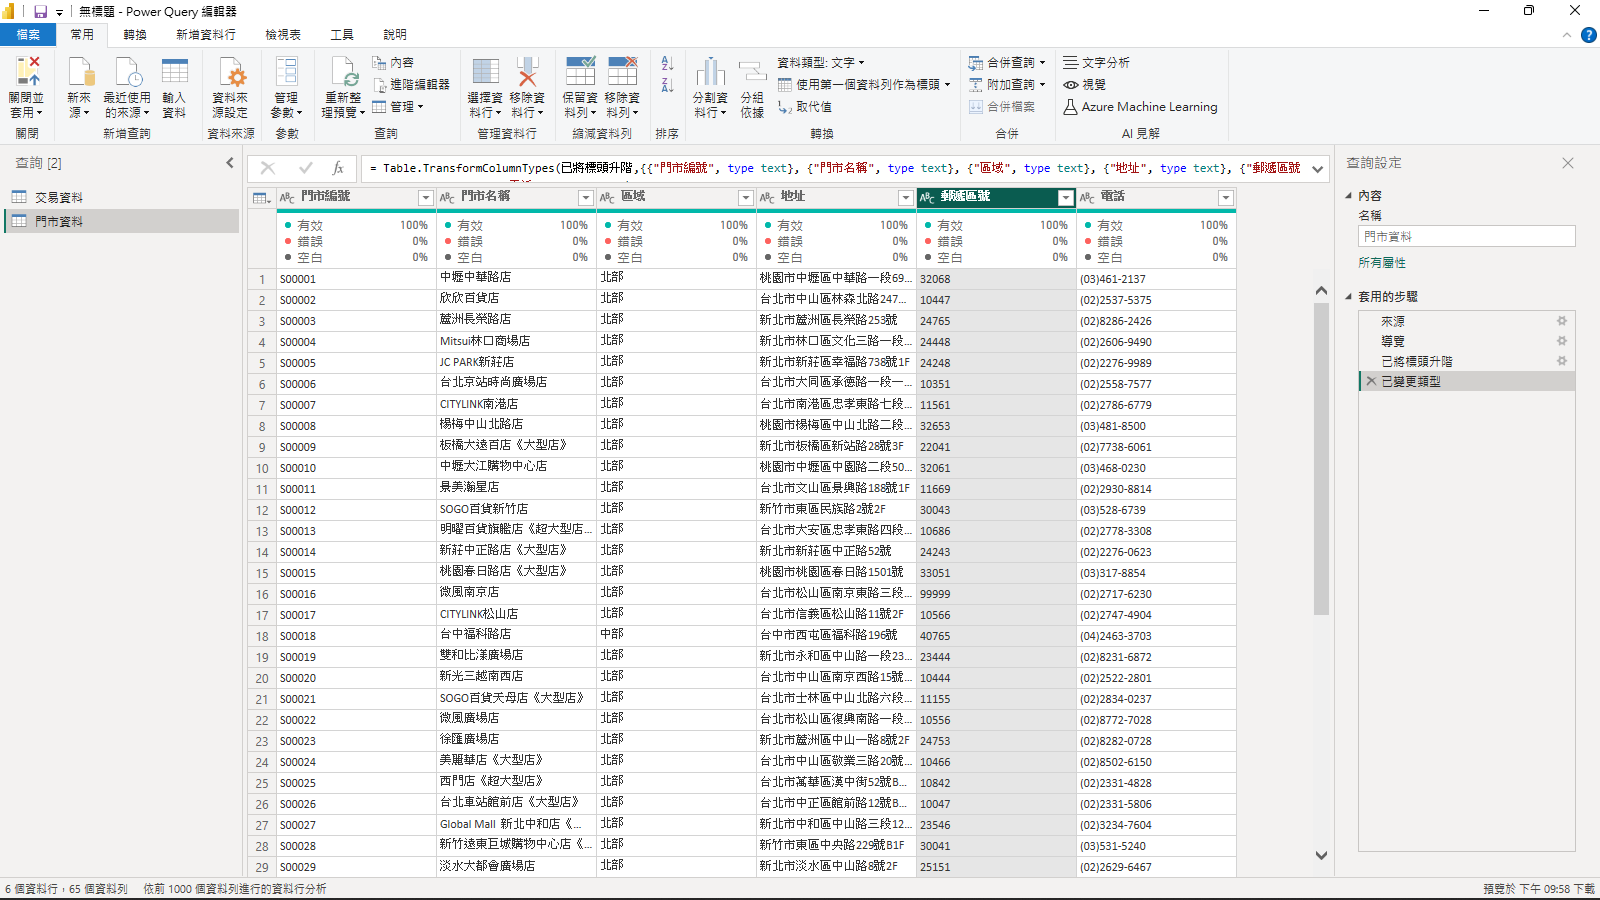 無標題 - Power Query 編輯器
檔案 常用 轉換 新增資料行 檢視表 工具 說明
關閉並套用 新來源 最近使用的來源 輸入資料 資料來源設定 管理參數 重新整理預覽 內容 進階編輯器 管理 選擇資料行 移除資料行 保留資料列 移除資料列 分割資料行 分組依據 資料類型: 文字 使用第一個資料列作為標頭 取代值 合併查詢 附加查詢 合併檔案 文字分析 視覺 Azure Machine Learning
關閉 新增查詢 資料來源 參數 查詢 管理資料行 縮減資料列 排序 轉換 合併 AI 見解
查詢 [2]
交易資料
門市資料
= Table.TransformColumnTypes(已將標頭升階,{{"門市編號", type text}, {"門市名稱", type text}, {"區域", type text}, {"地址", type text}, {"郵遞區號
門市編號 門市名稱 區域 地址 郵遞區號 電話
有效 100% 有效 100% 有效 100% 有效 100% 有效 100% 有效 100%
錯誤 0% 錯誤 0% 錯誤 0% 錯誤 0% 錯誤 0% 錯誤 0%
空白 0% 空白 0% 空白 0% 空白 0% 空白 0% 空白 0%
1 S00001 中壢中華路店 北部 桃園市中壢區中華路一段69... 32068 (03)461-2137
2 S00002 欣欣百貨店 北部 台北市中山區林森北路247... 10447 (02)2537-5375
3 S00003 蘆洲長榮路店 北部 新北市蘆洲區長榮路253號 24765 (02)8286-2426
4 S00004 Mitsui林口商場店 北部 新北市林口區文化三路一段... 24448 (02)2606-9490
5 S00005 JC PARK新莊店 北部 新北市新莊區幸福路738號1F 24248 (02)2276-9989
6 S00006 台北京站時尚廣場店 北部 台北市大同區承德路一段一... 10351 (02)2558-7577
7 S00007 CITYLINK南港店 北部 台北市南港區忠孝東路七段... 11561 (02)2786-6779
8 S00008 楊梅中山北路店 北部 桃園市楊梅區中山北路二段... 32653 (03)481-8500
9 S00009 板橋大遠百店《大型店》 北部 新北市板橋區新站路28號3F 22041 (02)7738-6061
10 S00010 中壢大江購物中心店 北部 桃園市中壢區中園路二段50... 32061 (03)468-0230
11 S00011 景美瀚星店 北部 台北市文山區景興路188號1F 11669 (02)2930-8814
12 S00012 SOGO百貨新竹店 北部 新竹市東區民族路2號2F 30043 (03)528-6739
13 S00013 明曜百貨旗艦店《超大型店... 北部 台北市大安區忠孝東路四段... 10686 (02)2778-3308
14 S00014 新莊中正路店《大型店》 北部 新北市新莊區中正路52號 24243 (02)2276-0623
15 S00015 桃園春日路店《大型店》 北部 桃園市桃園區春日路1501號 33051 (03)317-8854
16 S00016 微風南京店 北部 台北市松山區南京東路三段... 99999 (02)2717-6230
17 S00017 CITYLINK松山店 北部 台北市信義區松山路11號2F 10566 (02)2747-4904
18 S00018 台中福科路店 中部 台中市西屯區福科路196號 40765 (04)2463-3703
19 S00019 雙和比漾廣場店 北部 新北市永和區中山路一段23... 23444 (02)8231-6872
20 S00020 新光三越南西店 北部 台北市中山區南京西路15號... 10444 (02)2522-2801
21 S00021 SOGO百貨天母店《大型店》 北部 台北市士林區中山北路六段... 11155 (02)2834-0237
22 S00022 微風廣場店 北部 台北市松山區復興南路一段... 10556 (02)8772-7028
23 S00023 徐匯廣場店 北部 新北市蘆洲區中山一路8號2F 24753 (02)8282-0728
24 S00024 美麗華店《大型店》 北部 台北市中山區敬業三路20號... 10466 (02)8502-6150
25 S00025 西門店《超大型店》 北部 台北市萬華區漢中街52號B... 10842 (02)2331-4828
26 S00026 台北車站館前店《大型店》 北部 台北市中正區館前路12號B... 10047 (02)2331-5806
27 S00027 Global Mall 新北中和店《... 北部 新北市中和區中山路三段12... 23546 (02)3234-7604
28 S00028 新竹遠東巨城購物中心店《... 北部 新竹市東區中央路229號B1F 30041 (03)531-5240
29 S00029 淡水大都會廣場店 北部 新北市淡水區中山路8號2F 25151 (02)2629-6467
查詢設定
內容
名稱
門市資料
所有屬性
套用的步驟
來源
導覽
已將標頭升階
已變更類型
6 個資料行，65 個資料列 依前 1000 個資料列進行的資料行分析 預覽於 下午 09:58 下載